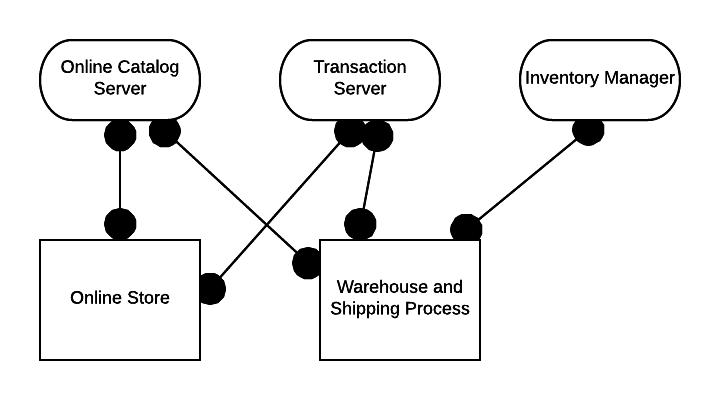 Online Catalog
Server
Transaction
Server
Inventory Manager
Online Store
Warehouse and
Shipping Process